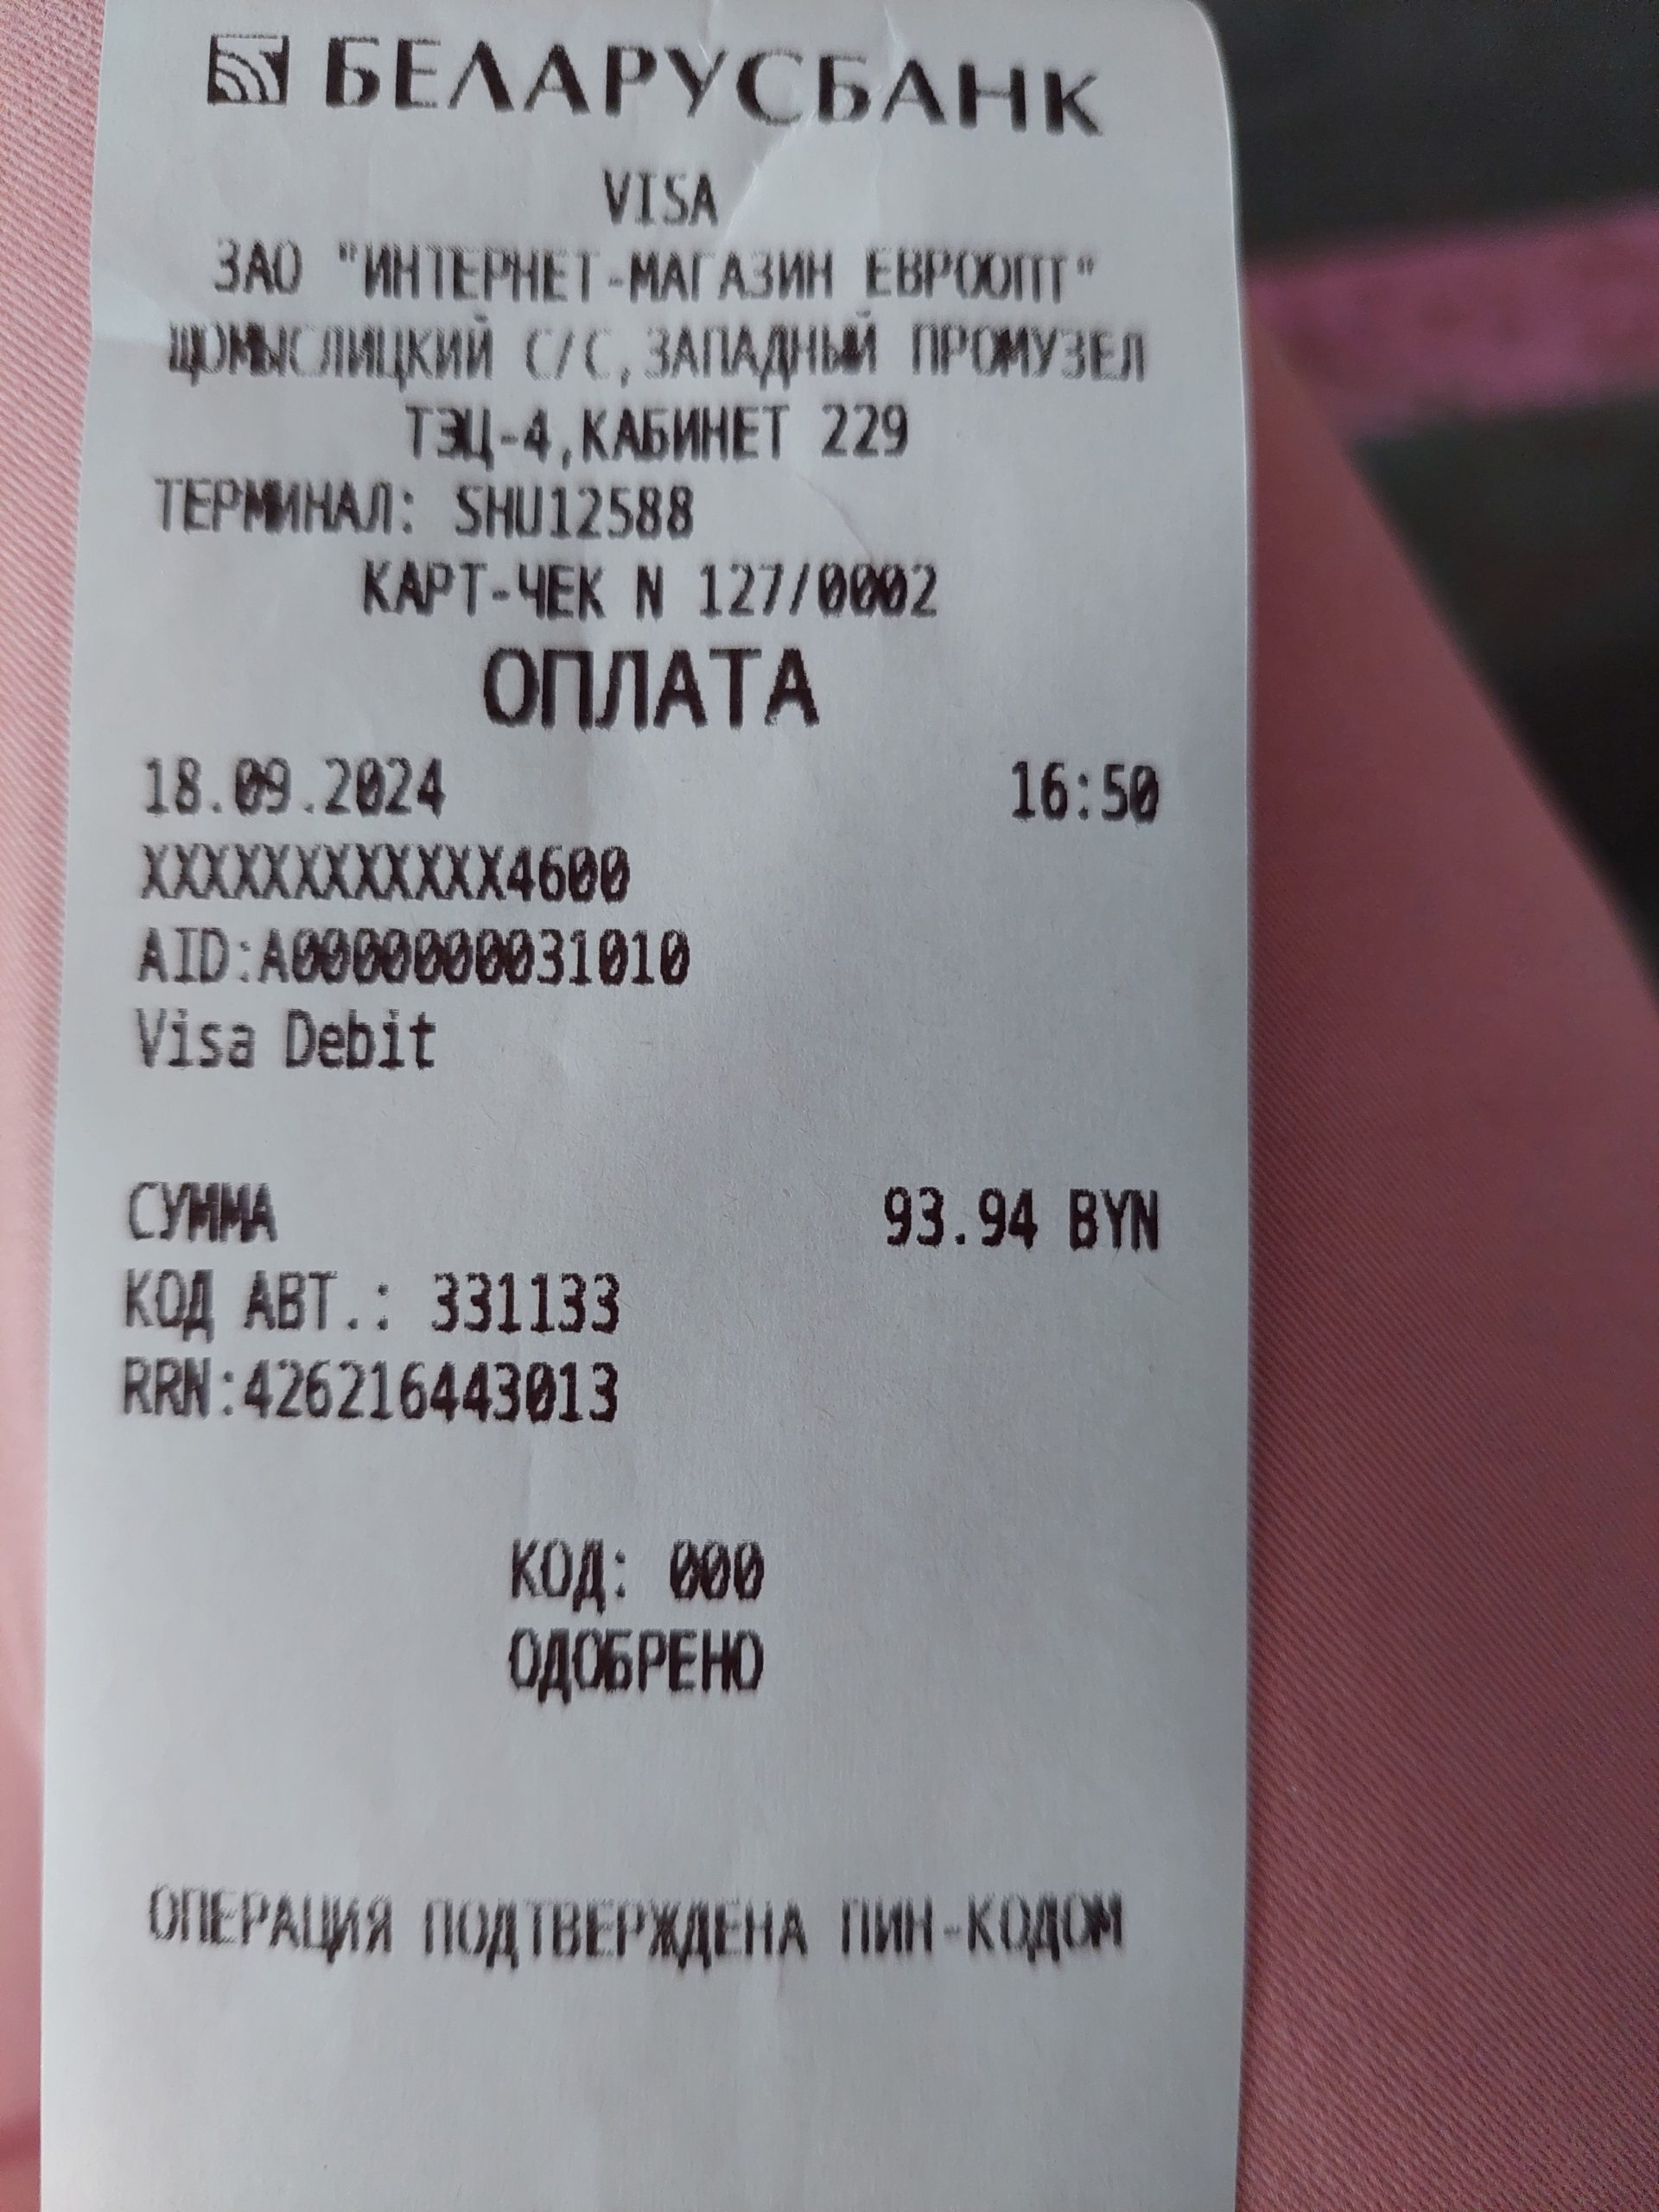 БЕЛАРУСБАНК
VISA
ЗАО "ИНТЕРНЕТ-МАГАЗИН ЕВРООПТ"
ЩОМЫСЛИЦКИЙ С/С,ЗАПАДНЫЙ ПРОМУЗЕЛ
ТЭЦ-4,КАБИНЕТ 229
ТЕРМИНАЛ: SHU12588
КАРТ-ЧЕК N 127/0002
ОПЛАТА
18.09.2024 16:50
XXXXXXXXXXXX4600
AID:A0000000031010
Visa Debit
СУММА 93.94 BYN
КОД АВТ.: 331133
RRN:426216443013
КОД: 000
ОДОБРЕНО
ОПЕРАЦИЯ ПОДТВЕРЖДЕНА ПИН-КОДОМ